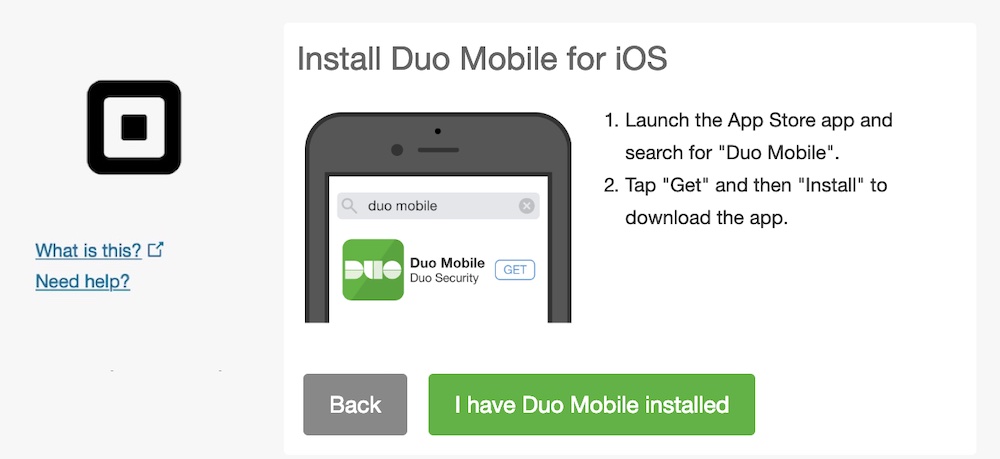 Install Duo Mobile for iOS
What is this?
Need help?
duo mobile
DUO
Duo Mobile
Duo Security
GET
1. Launch the App Store app and
search for "Duo Mobile".
2. Tap "Get" and then "Install" to
download the app.
Back
I have Duo Mobile installed